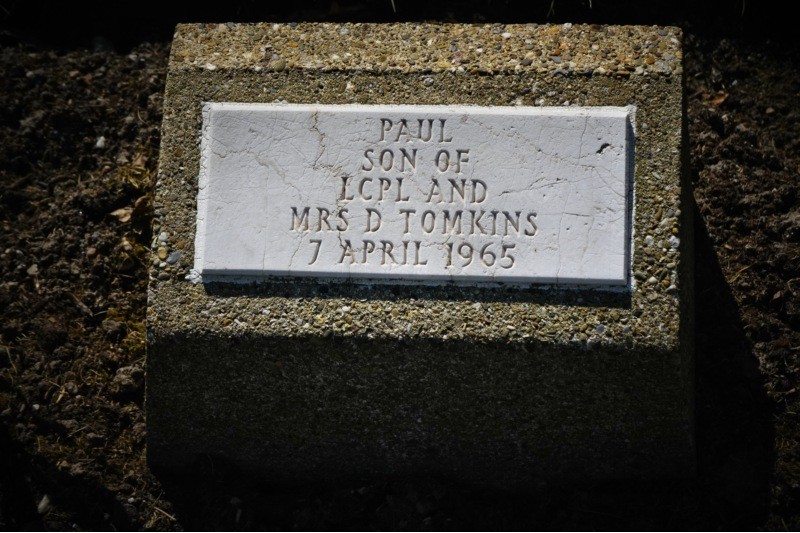 PAUL
SON OF
LCPL AND
MRS D TOMKINS
7 APRIL 1965